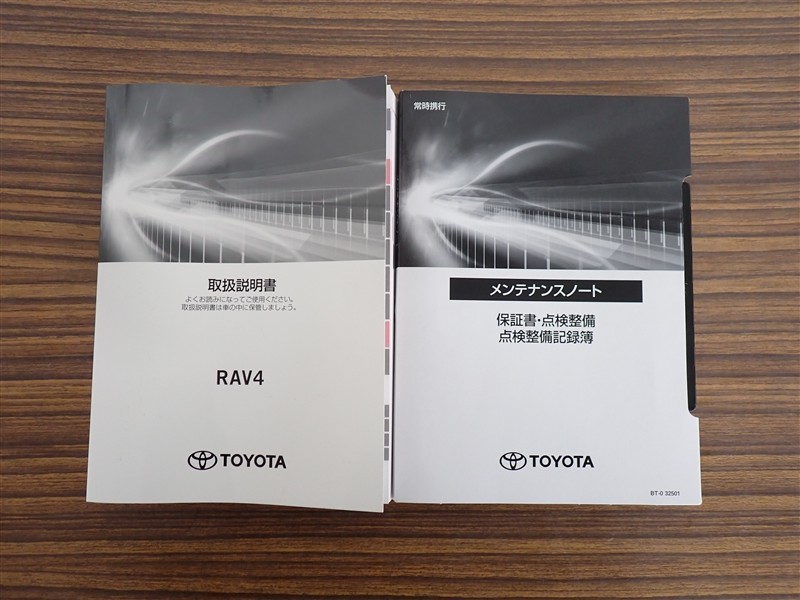 取扱説明書
よくお読みになってご使用ください。
取扱説明書は車の中に保管しましょう。
RAV4
TOYOTA
常時携行
メンテナンスノート
保証書・点検整備
点検整備記録簿
TOYOTA
BT-0 32501